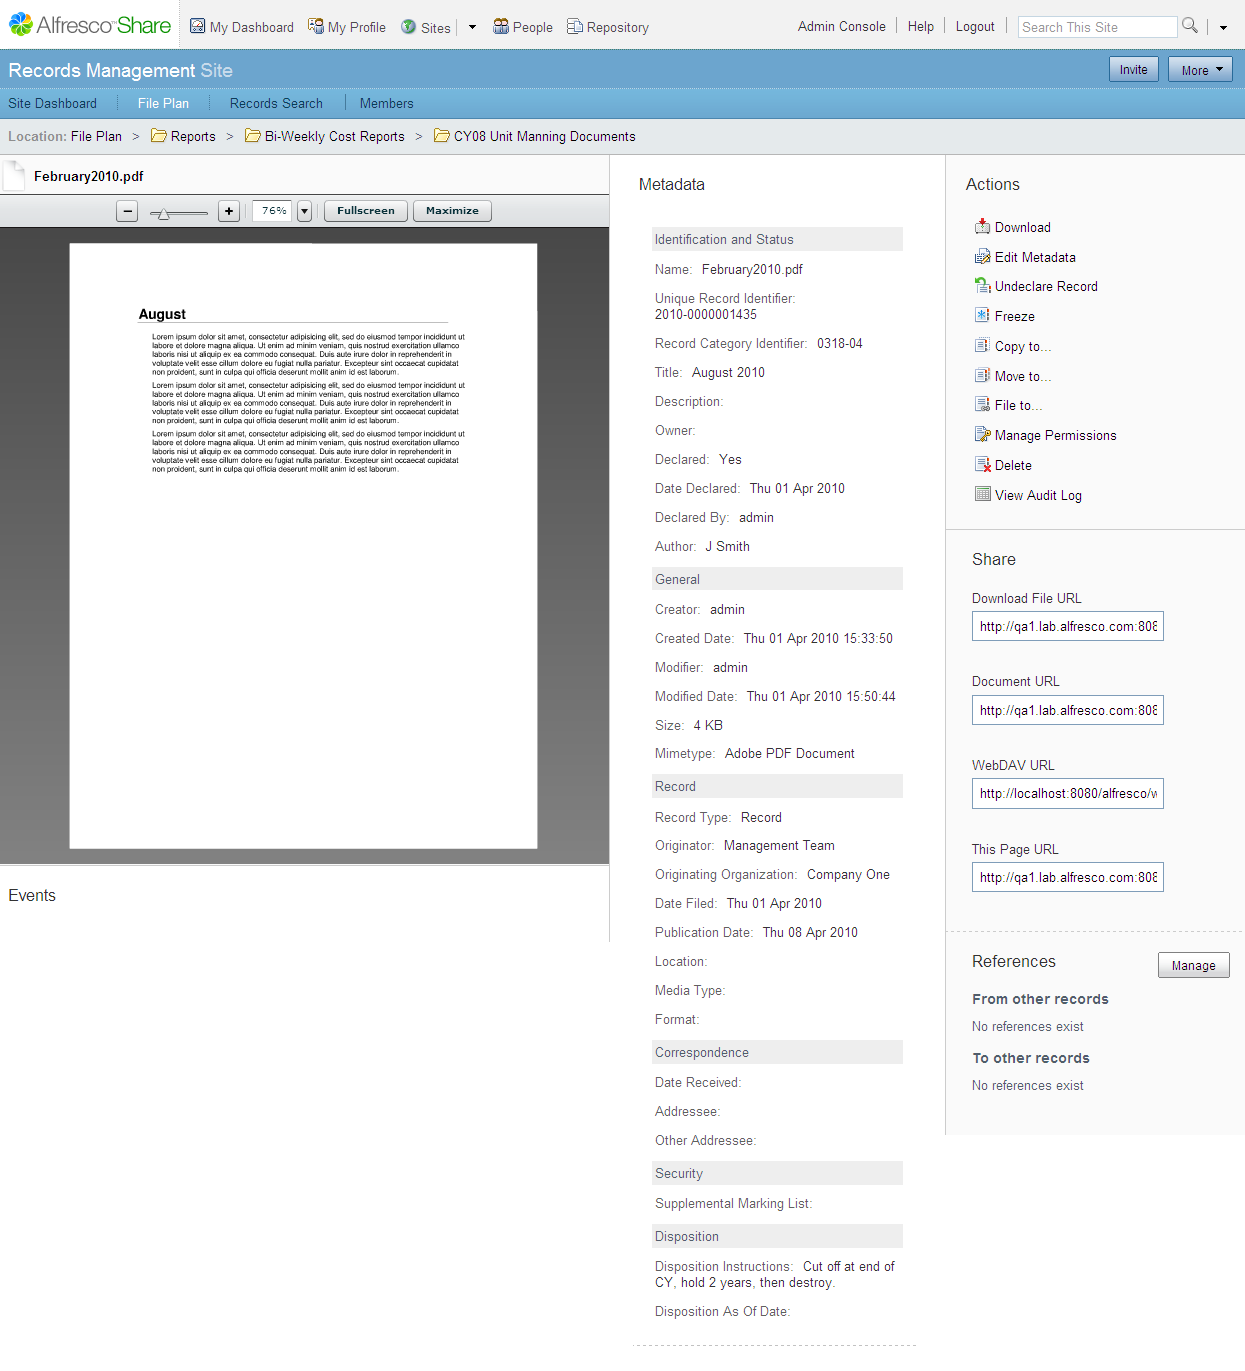 Alfresco™ Share
My Dashboard
My Profile
Sites
People
Repository
Admin Console
Help
Logout
Search This Site
Records Management Site
Invite
More
Site Dashboard
File Plan
Records Search
Members
Location: File Plan > Reports > Bi-Weekly Cost Reports > CY08 Unit Manning Documents
February2010.pdf
76%
Fullscreen
Maximize
August
Lorem ipsum dolor sit amet, consectetur adipisicing elit, sed do eiusmod tempor incididunt ut
labore et dolore magna aliqua. Ut enim ad minim veniam, quis nostrud exercitation ullamco
laboris nisi ut aliquip ex ea commodo consequat. Duis aute irure dolor in reprehenderit in
voluptate velit esse cillum dolore eu fugiat nulla pariatur. Excepteur sint occaecat cupidatat
non proident, sunt in culpa qui officia deserunt mollit anim id est laborum.
Lorem ipsum dolor sit amet, consectetur adipisicing elit, sed do eiusmod tempor incididunt ut
labore et dolore magna aliqua. Ut enim ad minim veniam, quis nostrud exercitation ullamco
laboris nisi ut aliquip ex ea commodo consequat. Duis aute irure dolor in reprehenderit in
voluptate velit esse cillum dolore eu fugiat nulla pariatur. Excepteur sint occaecat cupidatat
non proident, sunt in culpa qui officia deserunt mollit anim id est laborum.
Lorem ipsum dolor sit amet, consectetur adipisicing elit, sed do eiusmod tempor incididunt ut
labore et dolore magna aliqua. Ut enim ad minim veniam, quis nostrud exercitation ullamco
laboris nisi ut aliquip ex ea commodo consequat. Duis aute irure dolor in reprehenderit in
voluptate velit esse cillum dolore eu fugiat nulla pariatur. Excepteur sint occaecat cupidatat
non proident, sunt in culpa qui officia deserunt mollit anim id est laborum.
Events
Metadata
Identification and Status
Name: February2010.pdf
Unique Record Identifier:
2010-0000001435
Record Category Identifier: 0318-04
Title: August 2010
Description:
Owner:
Declared: Yes
Date Declared: Thu 01 Apr 2010
Declared By: admin
Author: J Smith
General
Creator: admin
Created Date: Thu 01 Apr 2010 15:33:50
Modifier: admin
Modified Date: Thu 01 Apr 2010 15:50:44
Size: 4 KB
Mimetype: Adobe PDF Document
Record
Record Type: Record
Originator: Management Team
Originating Organization: Company One
Date Filed: Thu 01 Apr 2010
Publication Date: Thu 08 Apr 2010
Location:
Media Type:
Format:
Correspondence
Date Received:
Addressee:
Other Addressee:
Security
Supplemental Marking List:
Disposition
Disposition Instructions: Cut off at end of
CY, hold 2 years, then destroy.
Disposition As Of Date:
Actions
Download
Edit Metadata
Undeclare Record
Freeze
Copy to...
Move to...
File to...
Manage Permissions
Delete
View Audit Log
Share
Download File URL
http://qa1.lab.alfresco.com:808
Document URL
http://qa1.lab.alfresco.com:808
WebDAV URL
http://localhost:8080/alfresco/w
This Page URL
http://qa1.lab.alfresco.com:808
References
Manage
From other records
No references exist
To other records
No references exist